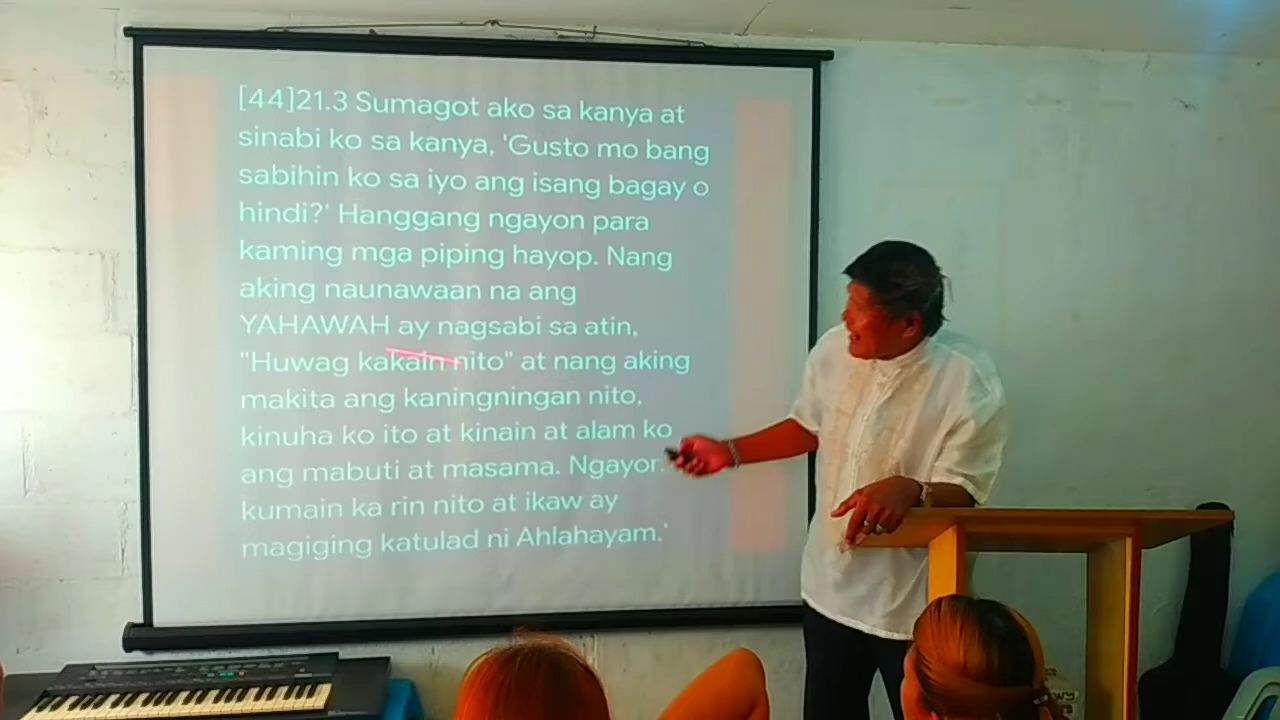 [44]21.3 Sumagot ako sa kanya at
sinabi ko sa kanya, 'Gusto mo bang
sabihin ko sa iyo ang isang bagay o
hindi?' Hanggang ngayon para
kaming mga piping hayop. Nang
aking naunawaan na ang
YAHAWAH ay nagsabi sa atin,
"Huwag kakain nito" at nang aking
makita ang kaningningan nito,
kinuha ko ito at kinain at alam ko
ang mabuti at masama. Ngayon
kumain ka rin nito at ikaw ay
magiging katulad ni Ahlahayam.'